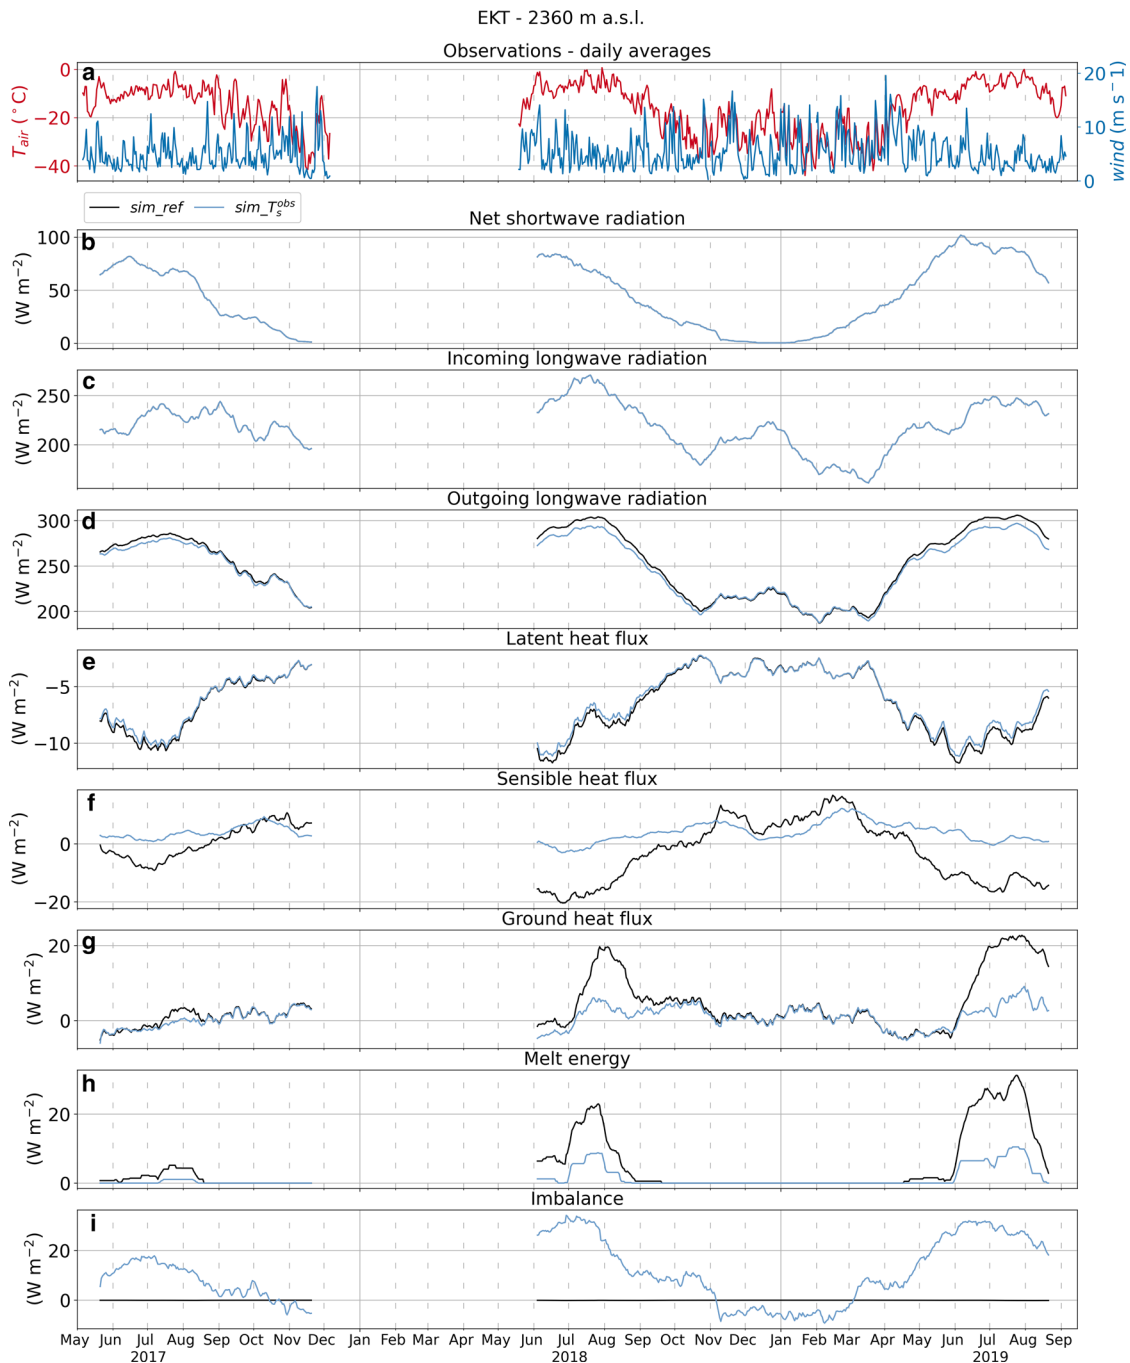 EKT - 2360 m a.s.l.
Observations - daily averages
a
T_air (°C)
0
−20
−40
20
10
0
wind (m s−1)
sim_ref
sim_T_s^obs
Net shortwave radiation
b
(W m⁻²)
100
50
0
Incoming longwave radiation
c
(W m⁻²)
250
200
Outgoing longwave radiation
d
(W m⁻²)
300
250
200
Latent heat flux
e
(W m⁻²)
−5
−10
Sensible heat flux
f
(W m⁻²)
0
−20
Ground heat flux
g
(W m⁻²)
20
0
Melt energy
h
(W m⁻²)
20
0
Imbalance
i
(W m⁻²)
20
0
May Jun Jul Aug Sep Oct Nov Dec Jan Feb Mar Apr May Jun Jul Aug Sep Oct Nov Dec Jan Feb Mar Apr May Jun Jul Aug Sep
2017 2018 2019